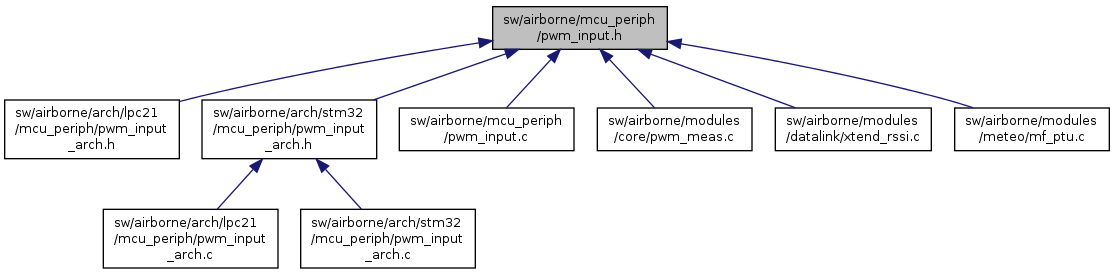 sw/airborne/mcu_periph
/pwm_input.h
sw/airborne/arch/lpc21
/mcu_periph/pwm_input
_arch.h
sw/airborne/arch/stm32
/mcu_periph/pwm_input
_arch.h
sw/airborne/mcu_periph
/pwm_input.c
sw/airborne/modules
/core/pwm_meas.c
sw/airborne/modules
/datalink/xtend_rssi.c
sw/airborne/modules
/meteo/mf_ptu.c
sw/airborne/arch/lpc21
/mcu_periph/pwm_input
_arch.c
sw/airborne/arch/stm32
/mcu_periph/pwm_input
_arch.c